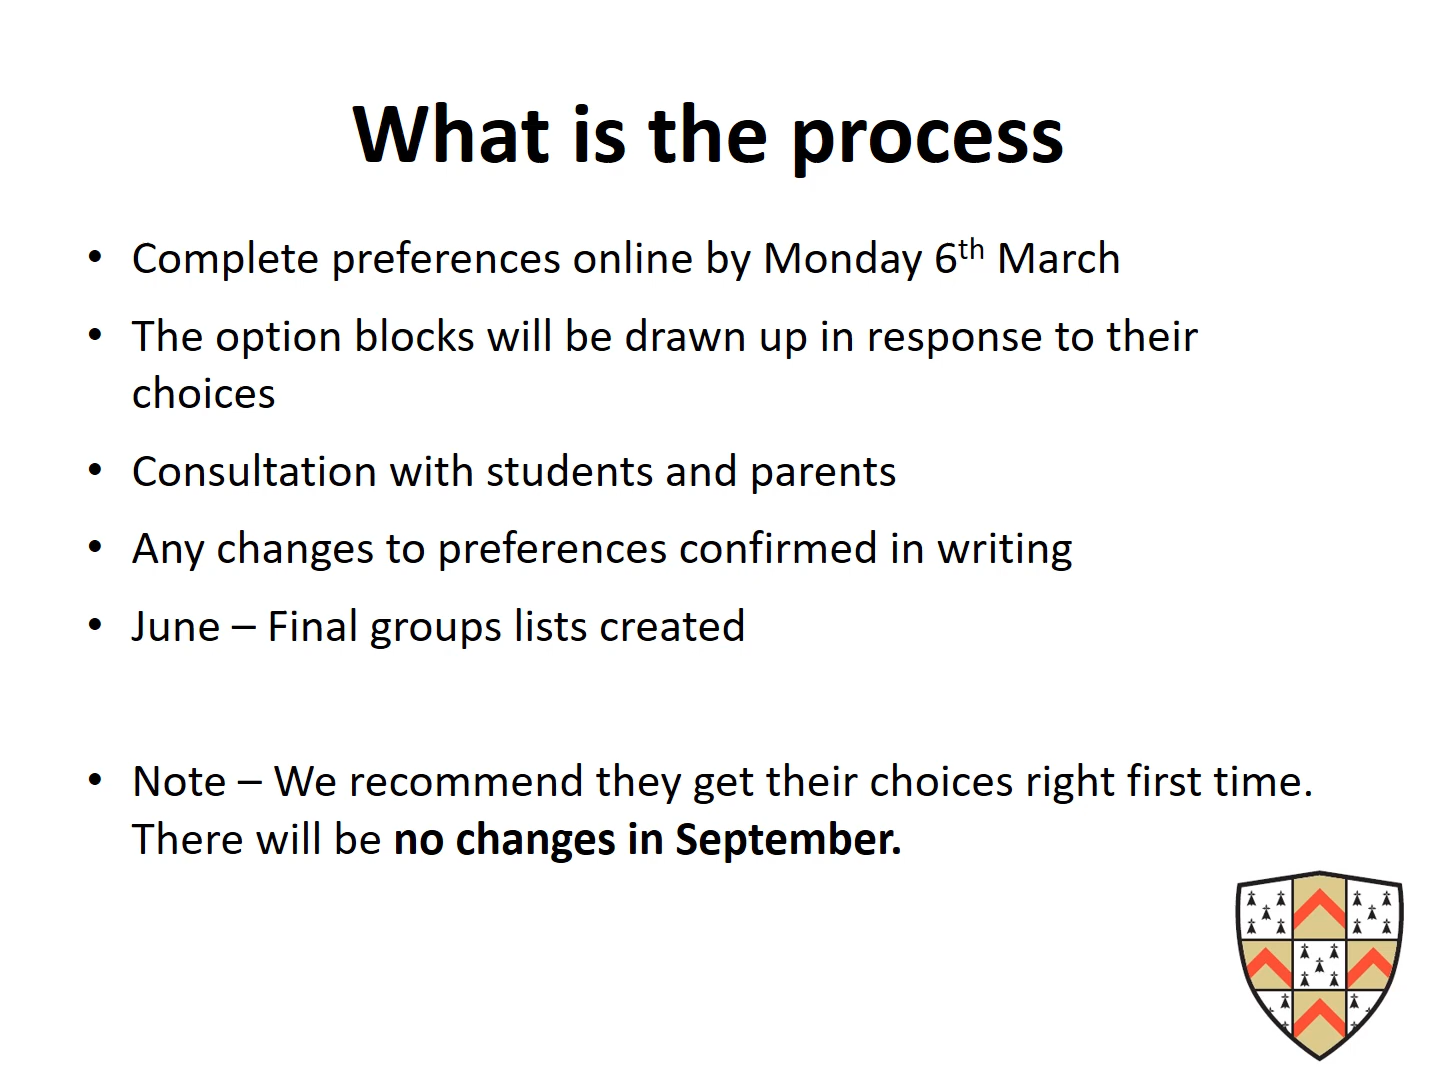 What is the process
• Complete preferences online by Monday 6th March
• The option blocks will be drawn up in response to their
choices
• Consultation with students and parents
• Any changes to preferences confirmed in writing
• June – Final groups lists created
• Note – We recommend they get their choices right first time.
There will be no changes in September.